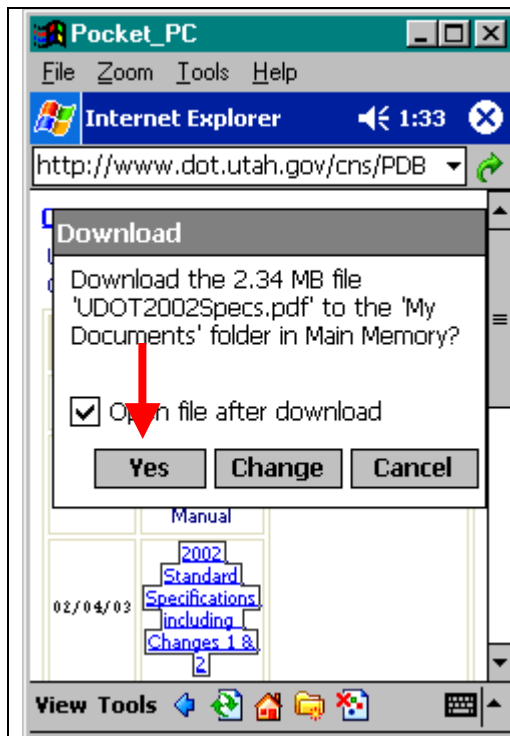 Pocket_PC
File Zoom Tools Help
Internet Explorer 1:33
http://www.dot.utah.gov/cns/PDB
Download
Download the 2.34 MB file
'UDOT2002Specs.pdf' to the 'My
Documents' folder in Main Memory?
Open file after download
Yes Change Cancel
Manual
02/04/03
2002
Standard
Specifications
including
Changes 1 &
2
View Tools